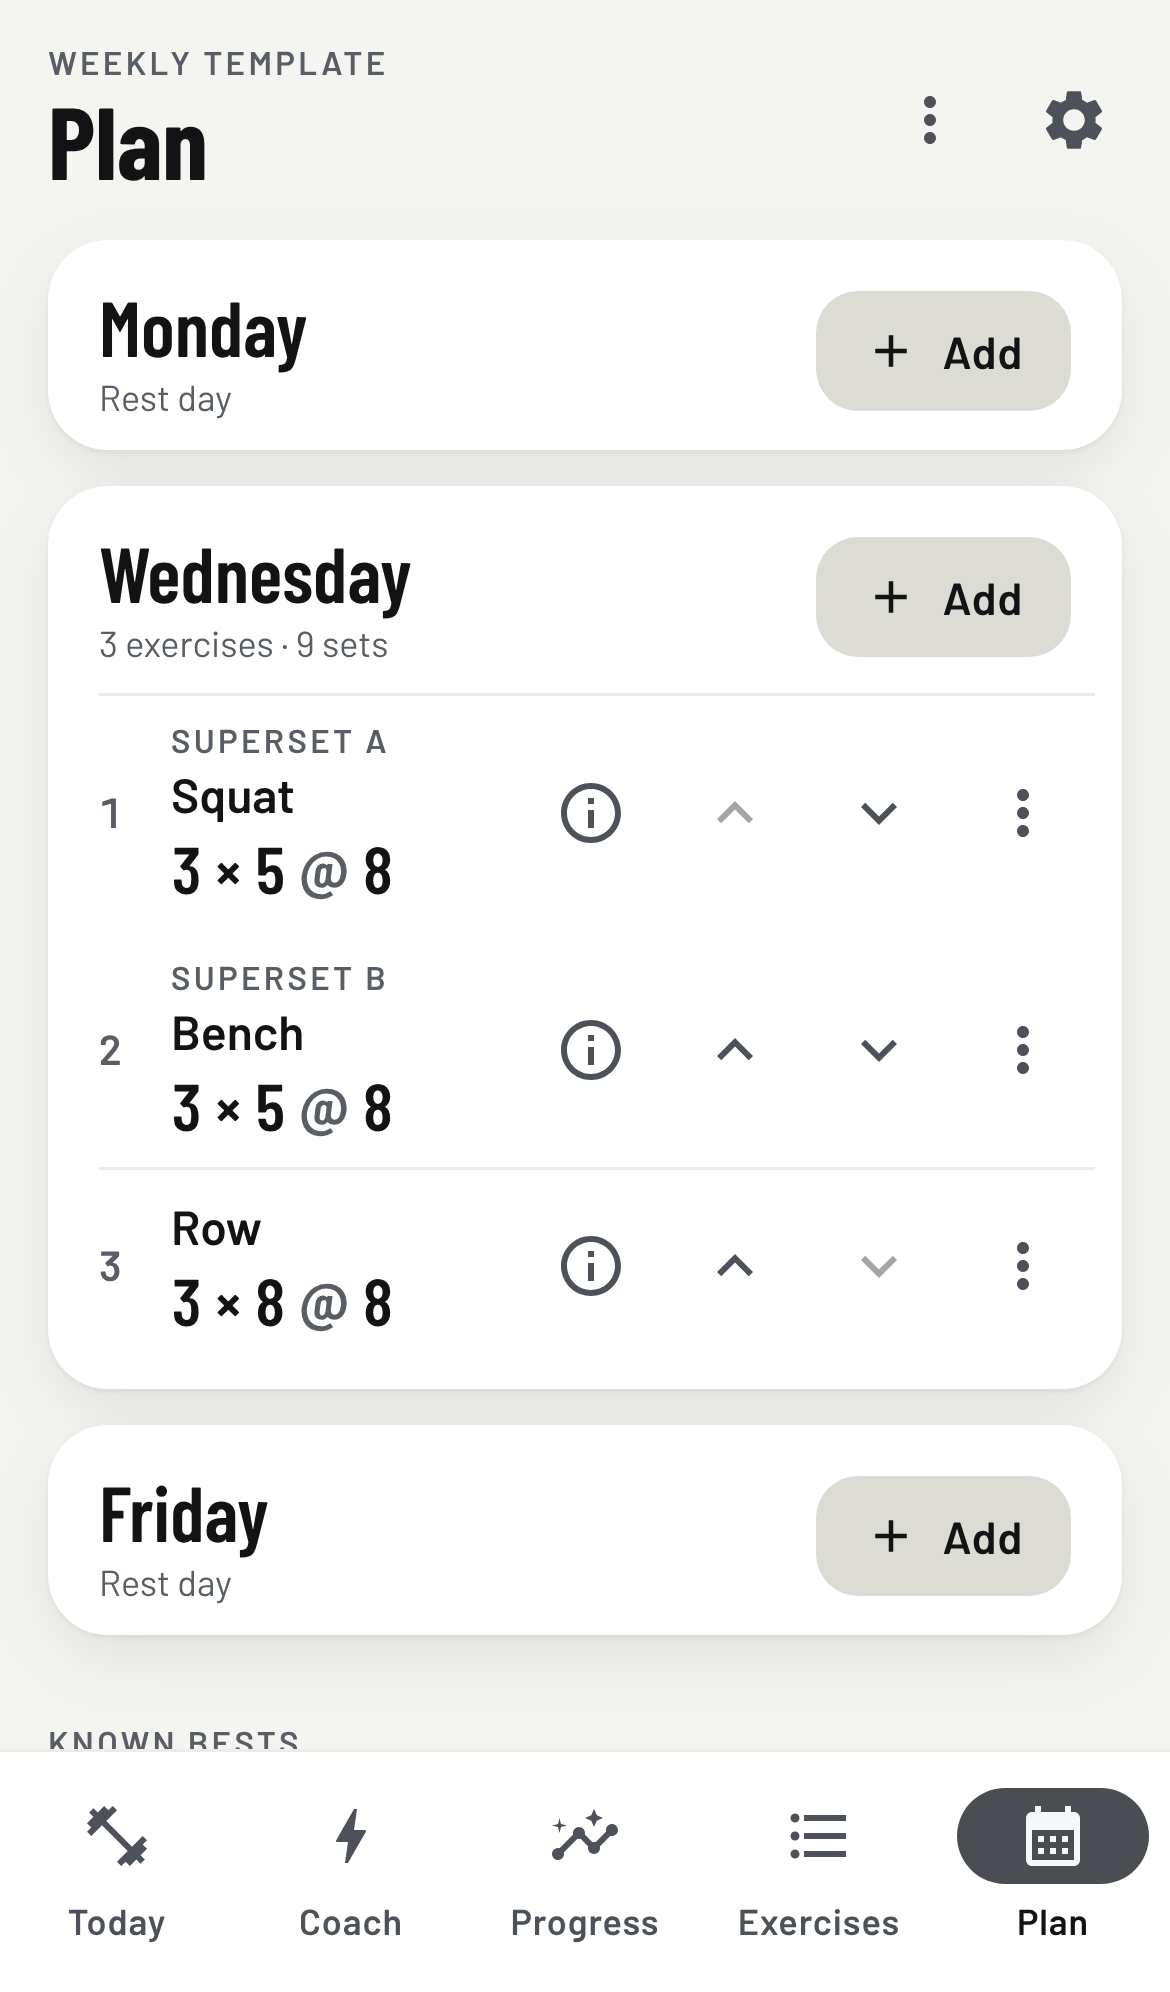 WEEKLY TEMPLATE
Plan
Monday
Rest day
+ Add
Wednesday
3 exercises · 9 sets
+ Add
SUPERSET A
1
Squat
3 × 5 @ 8
SUPERSET B
2
Bench
3 × 5 @ 8
3
Row
3 × 8 @ 8
Friday
Rest day
+ Add
KNOWN BESTS
Today
Coach
Progress
Exercises
Plan